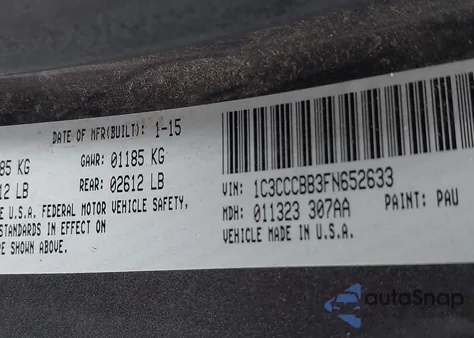 DATE OF MFR(BUILT): 1-15
85 KG GAWR: 01185 KG
12 LB REAR: 02612 LB
E U.S.A. FEDERAL MOTOR VEHICLE SAFETY,
STANDARDS IN EFFECT ON
E SHOWN ABOVE.
VIN: 1C3CCCBB3FN652633
MDH: 011323 307AA PAINT: PAU
VEHICLE MADE IN U.S.A.
autaSnap